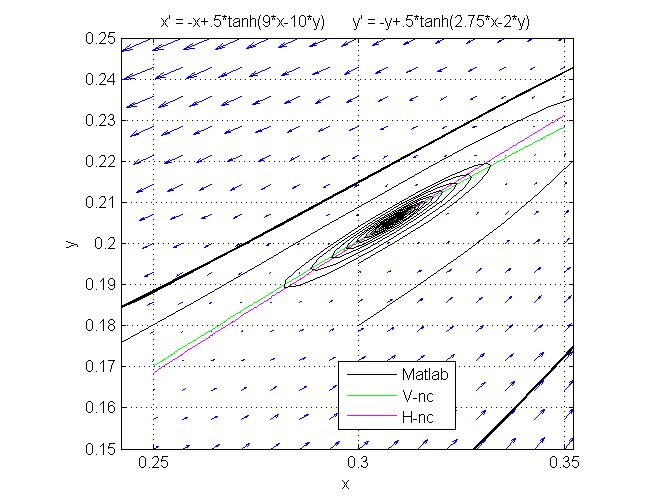 x' = -x+.5*tanh(9*x-10*y) y' = -y+.5*tanh(2.75*x-2*y)
0.25
0.24
0.23
0.22
0.21
y
0.2
0.19
0.18
0.17
0.16
0.15
Matlab
V-nc
H-nc
0.25 0.3 0.35
x